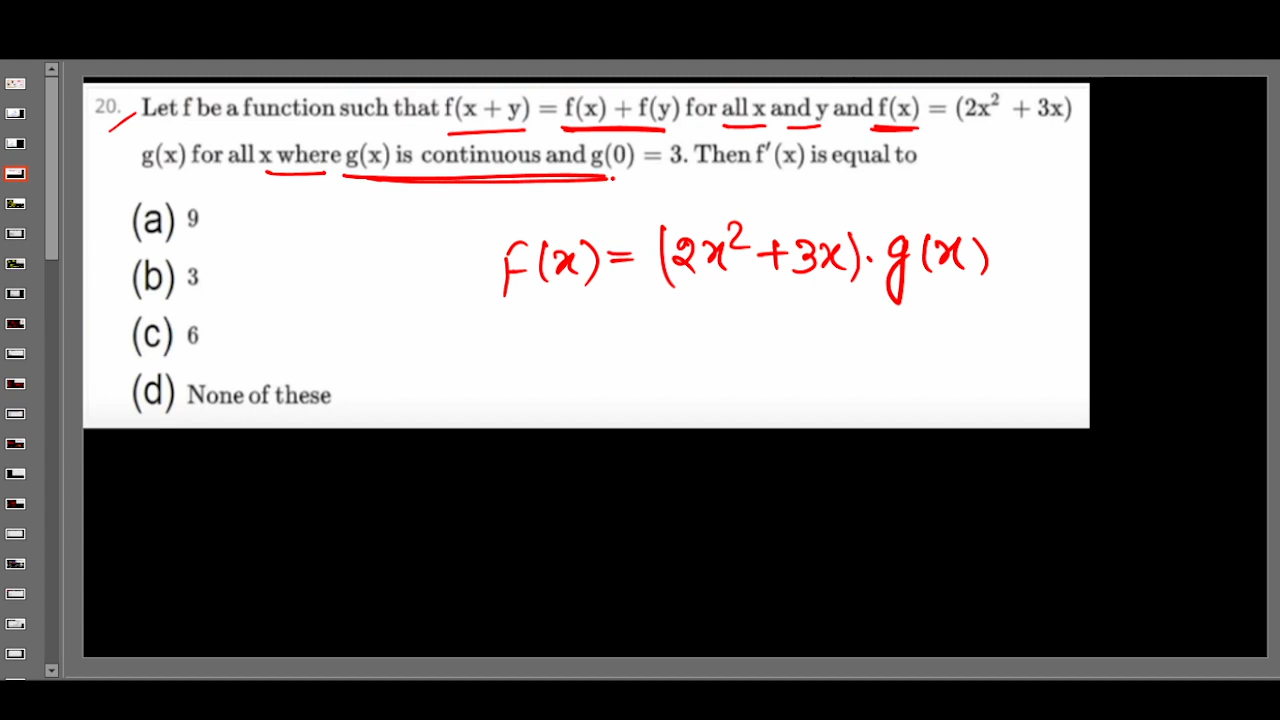 20. Let f be a function such that f(x + y) = f(x) + f(y) for all x and y and f(x) = (2x² + 3x)
g(x) for all x where g(x) is continuous and g(0) = 3. Then f′ (x) is equal to
(a) 9
(b) 3
(c) 6
(d) None of these
f(x) = (2x² + 3x) · g(x)